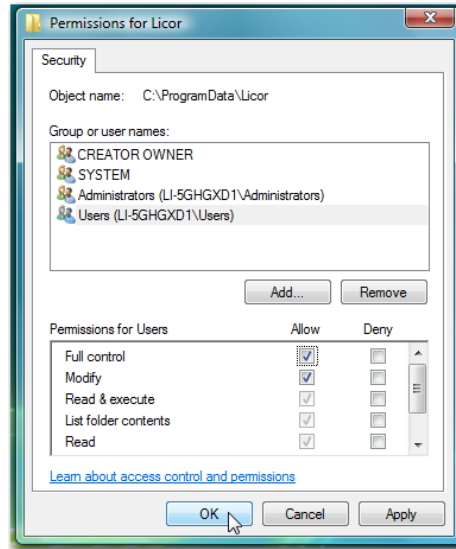 Permissions for Licor
Security
Object name: C:\ProgramData\Licor
Group or user names:
CREATOR OWNER
SYSTEM
Administrators (LI-5GHGXD1\Administrators)
Users (LI-5GHGXD1\Users)
Add... Remove
Permissions for Users Allow Deny
Full control
Modify
Read & execute
List folder contents
Read
Learn about access control and permissions
OK Cancel Apply